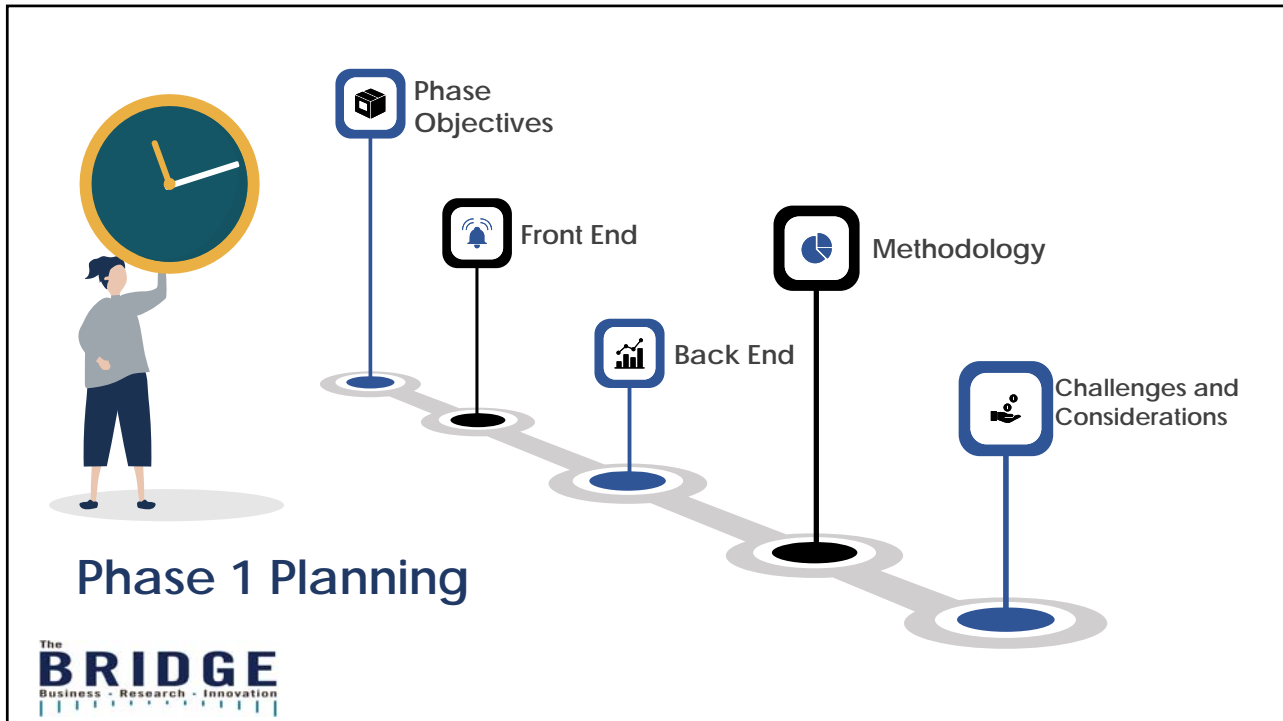 Phase
Objectives
Front End
Back End
Methodology
Challenges and
Considerations
Phase 1 Planning
The
BRIDGE
Business - Research - Innovation